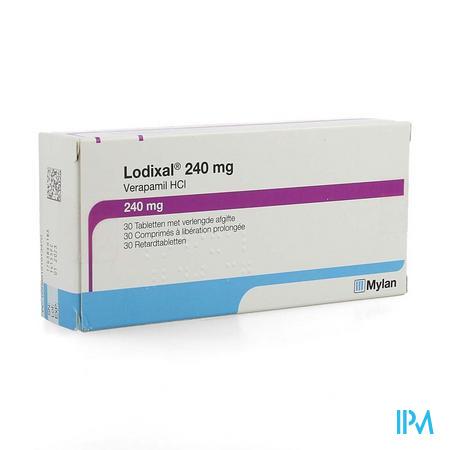 Lodixal® 240 mg
Verapamil HCl
240 mg
30 Tabletten met verlengde afgifte
30 Comprimés à libération prolongée
30 Retardtabletten
Mylan
IPM